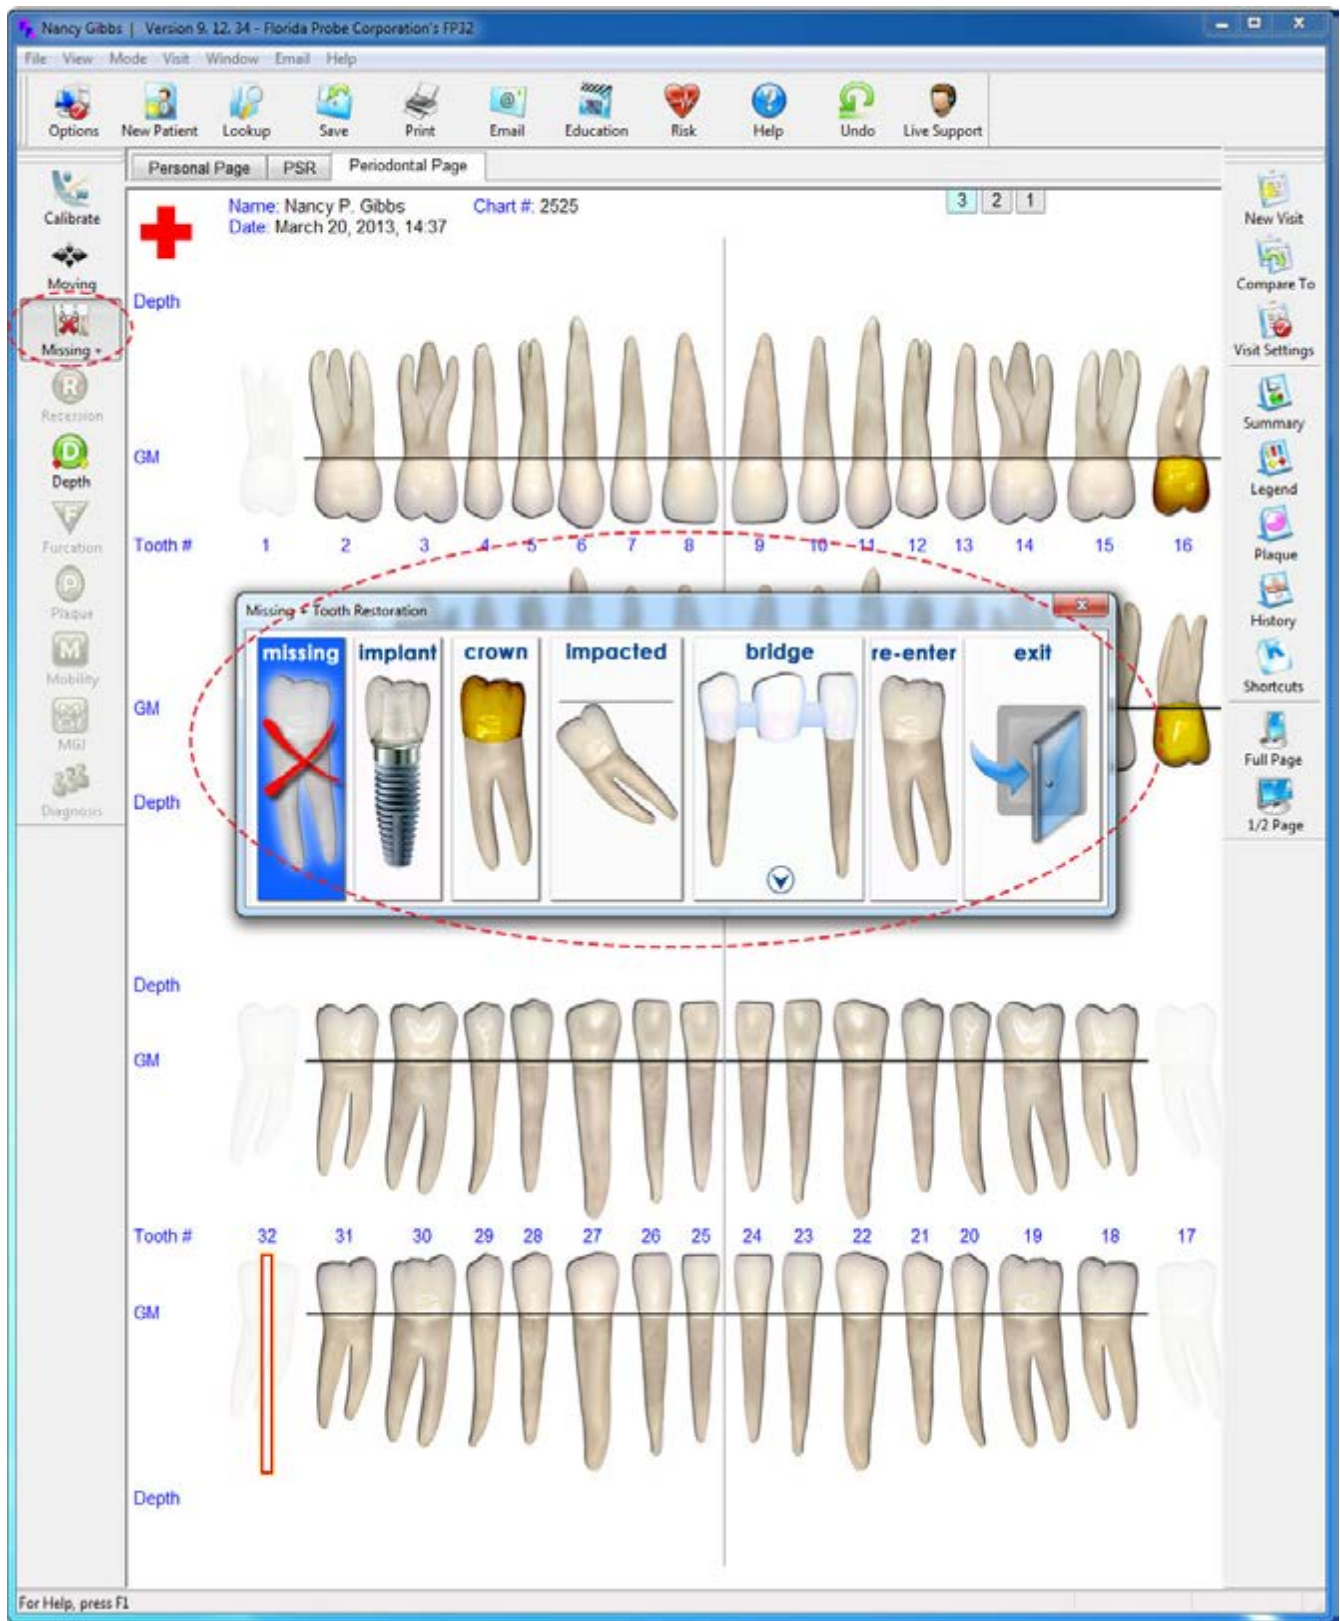 Nancy Gibbs | Version 9. 12. 34 - Florida Probe Corporation's FP32
File View Mode Visit Window Email Help
Options New Patient Lookup Save Print Email Education Risk Help Undo Live Support
Personal Page PSR Periodontal Page
Calibrate
Moving
Missing +
Recession
Depth
Furcation
Plaque
Mobility
MGJ
Diagnosis
Name: Nancy P. Gibbs Chart #: 2525
Date: March 20, 2013, 14:37
3 2 1
Depth
GM
Tooth # 1 2 3 4 5 6 7 8 9 10 11 12 13 14 15 16
Missing + Tooth Restoration
missing implant crown impacted bridge re-enter exit
GM
Depth
Depth
GM
Tooth # 32 31 30 29 28 27 26 25 24 23 22 21 20 19 18 17
GM
Depth
New Visit
Compare To
Visit Settings
Summary
Legend
Plaque
History
Shortcuts
Full Page
1/2 Page
For Help, press F1